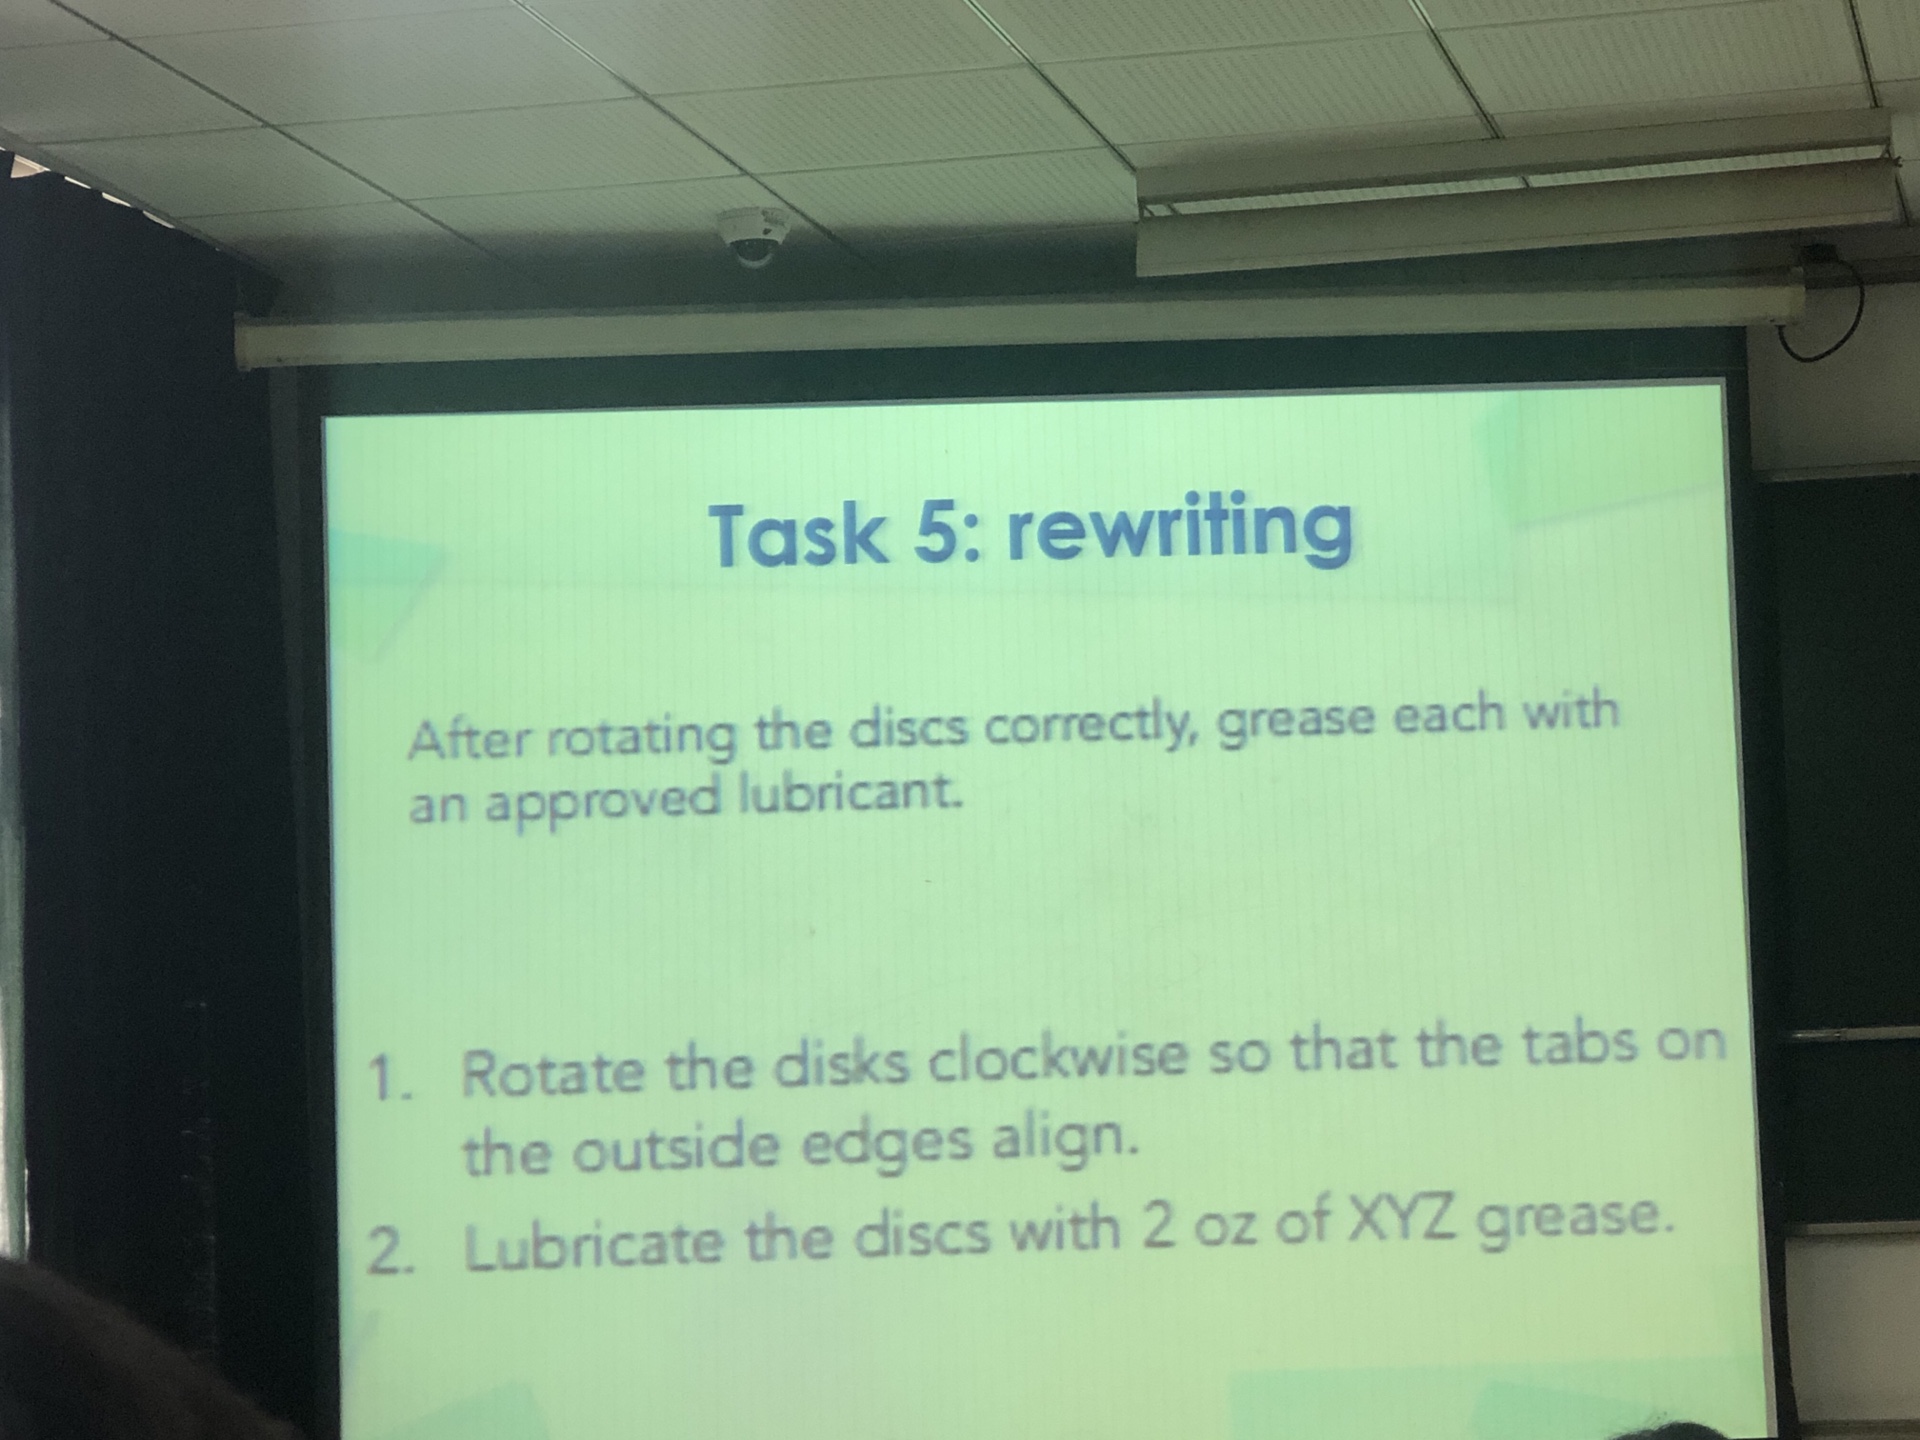 Task 5: rewriting
After rotating the discs correctly, grease each with
an approved lubricant.
1. Rotate the disks clockwise so that the tabs on
the outside edges align.
2. Lubricate the discs with 2 oz of XYZ grease.